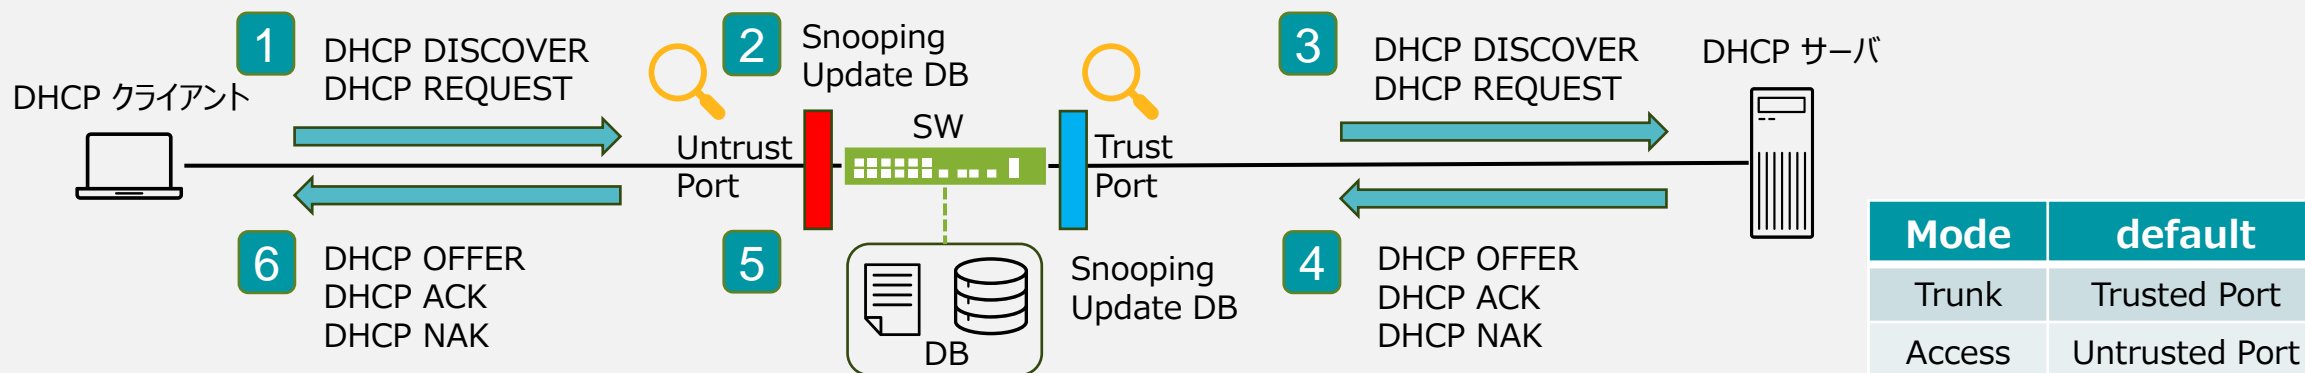 DHCP クライアント
1
DHCP DISCOVER
DHCP REQUEST
2
Snooping
Update DB
3
DHCP DISCOVER
DHCP REQUEST
DHCP サーバ
Untrust
Port
SW
Trust
Port
6
DHCP OFFER
DHCP ACK
DHCP NAK
5
DB
Snooping
Update DB
4
DHCP OFFER
DHCP ACK
DHCP NAK
Mode default
Trunk Trusted Port
Access Untrusted Port